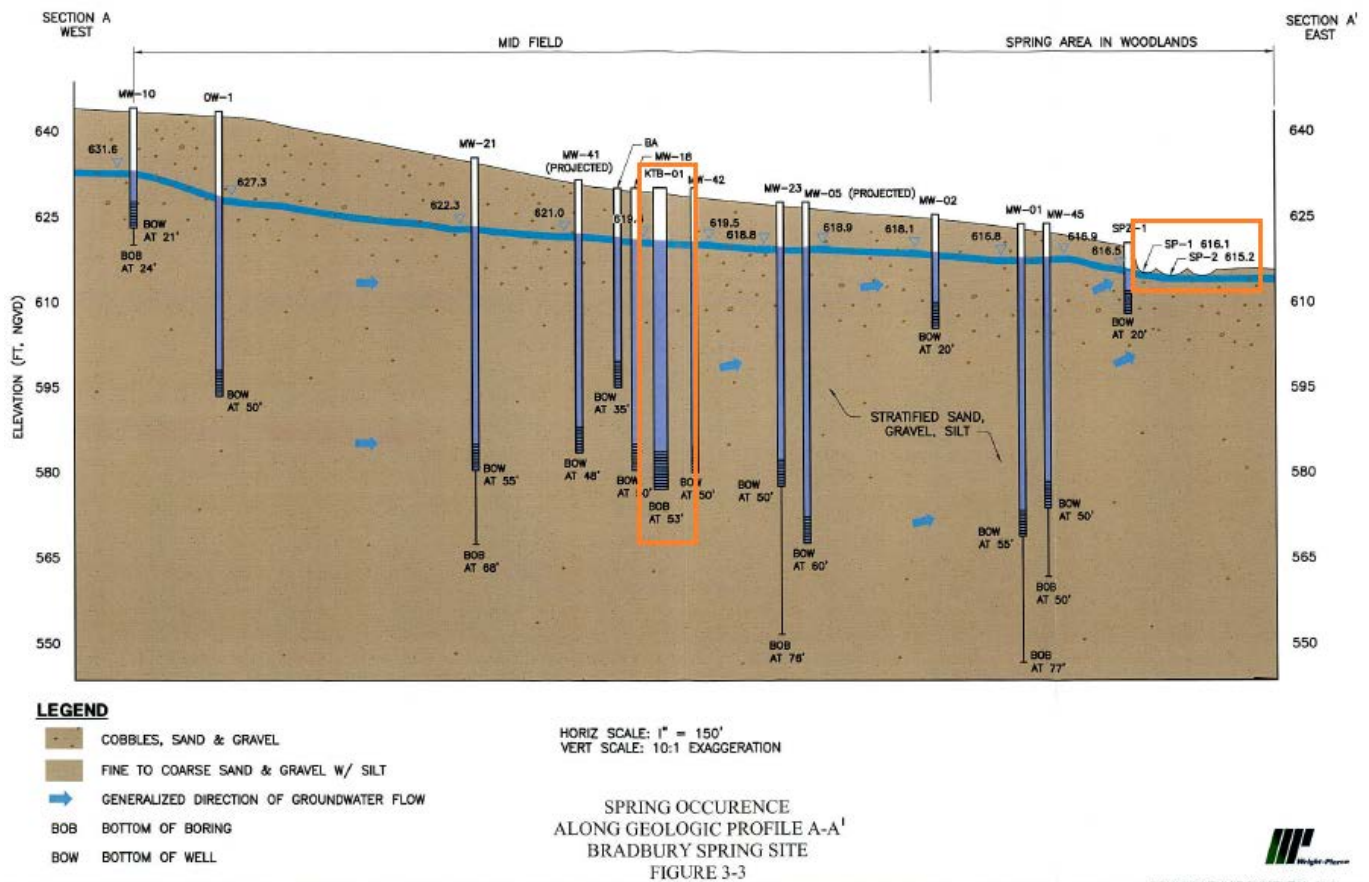 SECTION A
WEST
SECTION A'
EAST
MID FIELD
SPRING AREA IN WOODLANDS
MW-10
OW-1
MW-21
MW-41
(PROJECTED)
BA
MW-18
KTB-01
MW-42
MW-23
MW-05 (PROJECTED)
MW-02
MW-01
MW-45
SPZ-1
SP-1 616.1
SP-2 615.2
631.6
627.3
622.3
621.0
619.5
618.8
618.9
618.1
616.8
616.9
616.5
ELEVATION (FT. NGVD)
640
625
610
595
580
565
550
640
625
610
595
580
565
550
BOW
AT 21'
BOB
AT 24'
BOW
AT 50'
BOW
AT 55'
BOB
AT 68'
BOW
AT 48'
BOW
AT 35'
BOW
BOB
AT 53'
BOW
AT 50'
BOW
AT 50'
BOB
AT 76'
BOW
AT 60'
BOW
AT 20'
BOW
AT 55'
BOB
AT 77'
BOW
AT 50'
BOB
AT 50'
BOW
AT 20'
STRATIFIED SAND,
GRAVEL, SILT
LEGEND
COBBLES, SAND & GRAVEL
FINE TO COARSE SAND & GRAVEL W/ SILT
GENERALIZED DIRECTION OF GROUNDWATER FLOW
BOB BOTTOM OF BORING
BOW BOTTOM OF WELL
HORIZ SCALE: 1" = 150'
VERT SCALE: 10:1 EXAGGERATION
SPRING OCCURENCE
ALONG GEOLOGIC PROFILE A-A'
BRADBURY SPRING SITE
FIGURE 3-3
Wright-Pierce